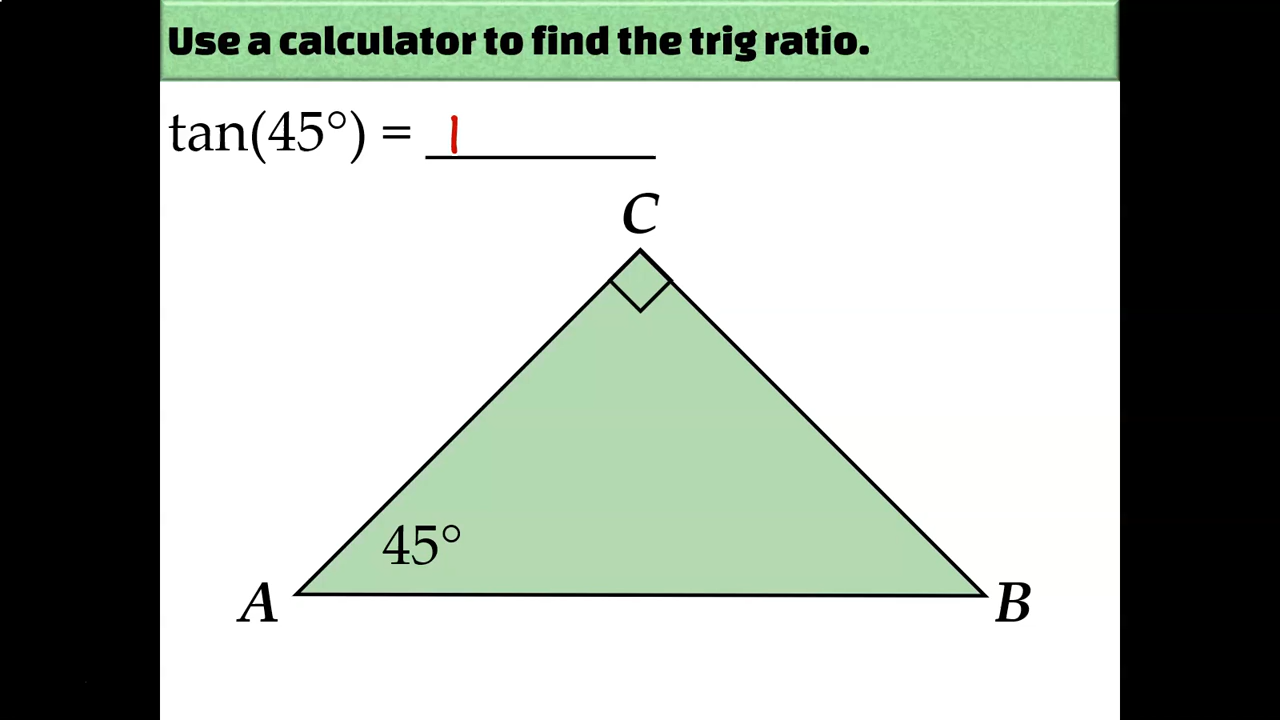 Use a calculator to find the trig ratio.
tan(45°) = 1
C
45°
A
B